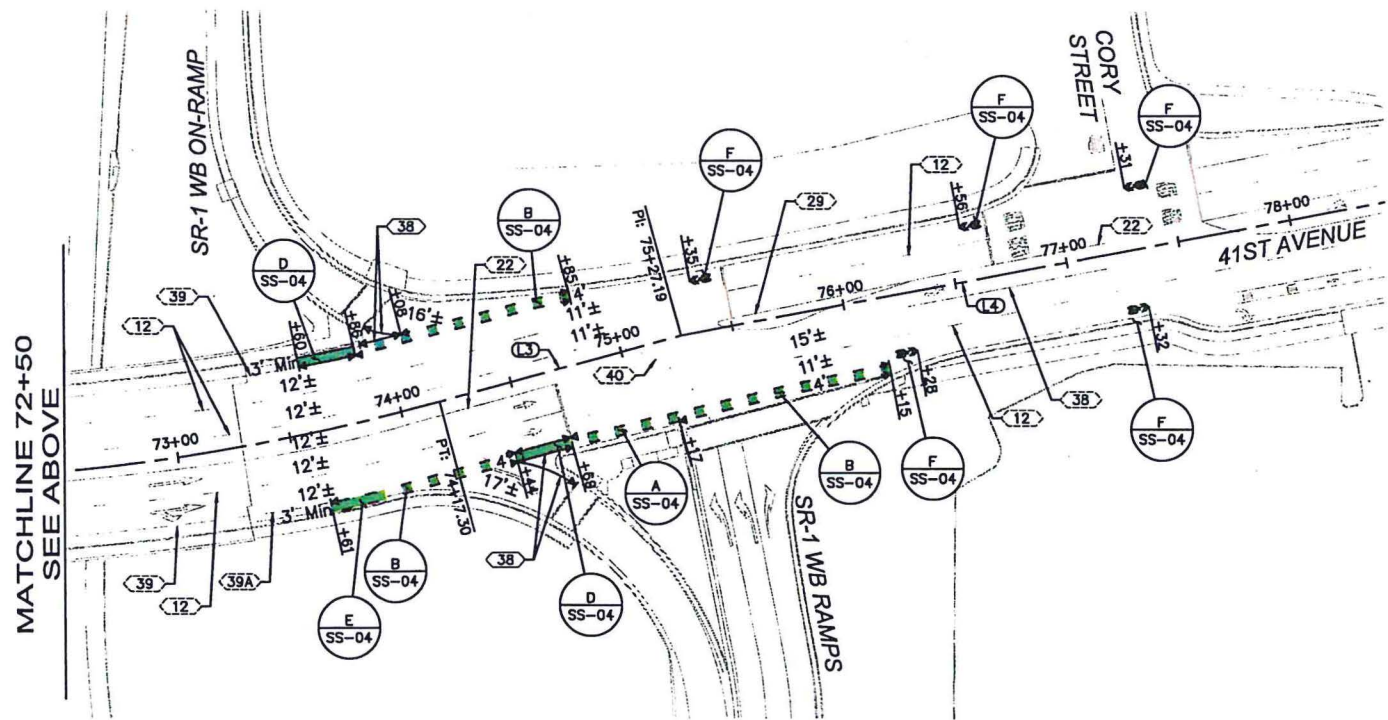 MATCHLINE 72+50
SEE ABOVE
SR-1 WB ON-RAMP
CORY
STREET
F
SS-04
F
SS-04
F
SS-04
12
+31
29
+56
78+00
22
77+00
41ST AVENUE
PI: 75+27.19
+35
B
SS-04
38
D
SS-04
22
+85
4'
11'±
11'±
16'±
+08
+85
+60
39
12
3' Min
12'±
12'±
12'±
12'±
12'±
3' Min
76+00
L4
15'±
11'±
4'
75+00
L3
40
74+00
73+00
+32
38
12
F
SS-04
+28
+15
F
SS-04
B
SS-04
+17
A
SS-04
+68
4'
+44
17'±
PI: 74+17.30
38
D
SS-04
SR-1 WB RAMPS
+61
B
SS-04
39
12
39A
E
SS-04